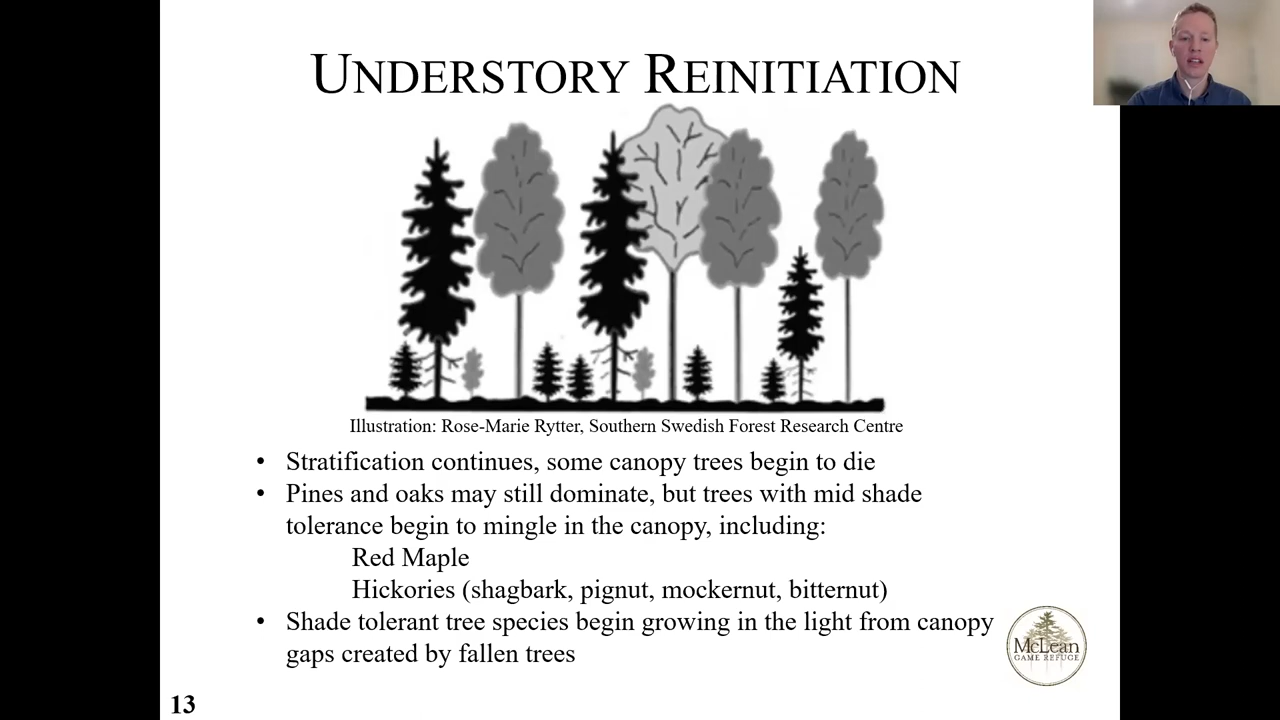 UNDERSTORY REINITIATION
Illustration: Rose-Marie Rytter, Southern Swedish Forest Research Centre
• Stratification continues, some canopy trees begin to die
• Pines and oaks may still dominate, but trees with mid shade
tolerance begin to mingle in the canopy, including:
Red Maple
Hickories (shagbark, pignut, mockernut, bitternut)
• Shade tolerant tree species begin growing in the light from canopy
gaps created by fallen trees
McLean
GAME REFUGE
13